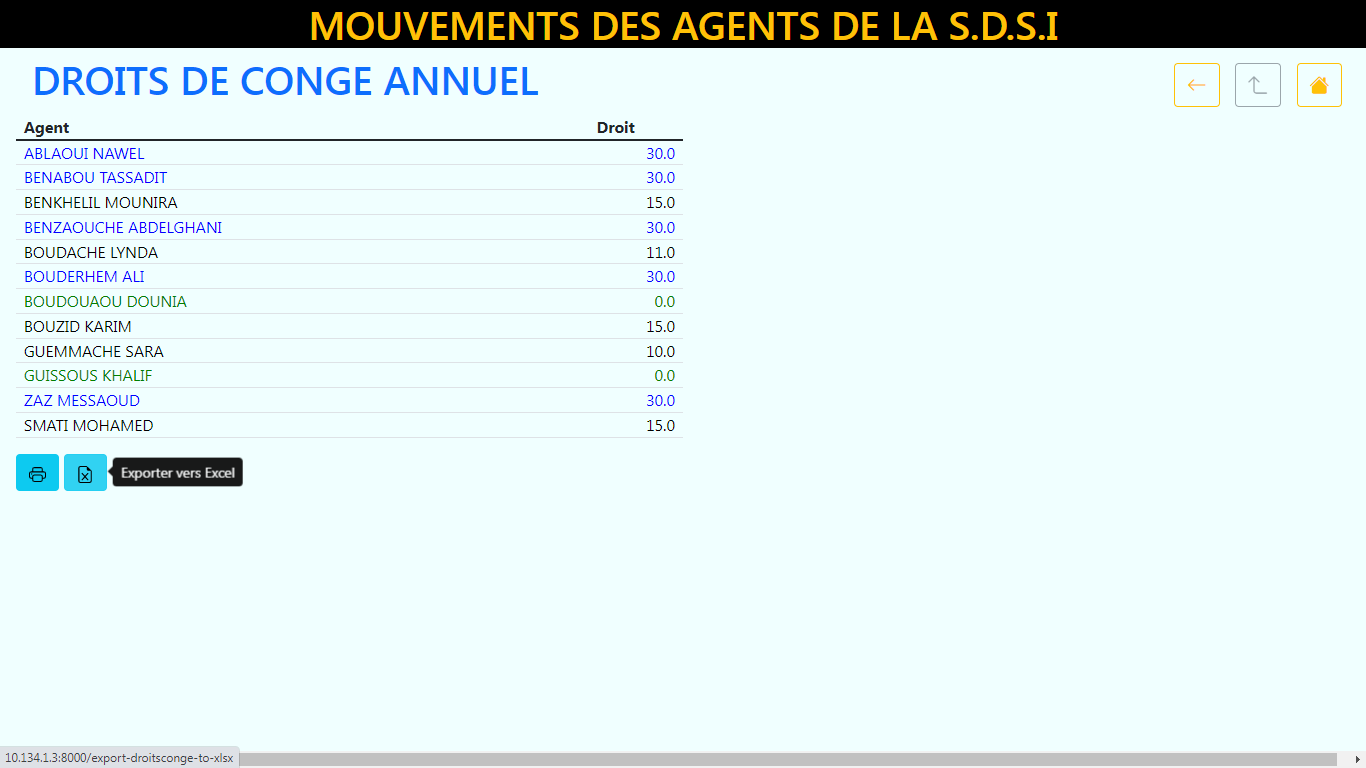 MOUVEMENTS DES AGENTS DE LA S.D.S.I
DROITS DE CONGE ANNUEL
Agent Droit
ABLAOUI NAWEL 30.0
BENABOU TASSADIT 30.0
BENKHELIL MOUNIRA 15.0
BENZAOUCHE ABDELGHANI 30.0
BOUDACHE LYNDA 11.0
BOUDERHEM ALI 30.0
BOUDOUAOU DOUNIA 0.0
BOUZID KARIM 15.0
GUEMMACHE SARA 10.0
GUISSOUS KHALIF 0.0
ZAZ MESSAOUD 30.0
SMATI MOHAMED 15.0
Exporter vers Excel
10.134.1.3:8000/export-droitsconge-to-xlsx